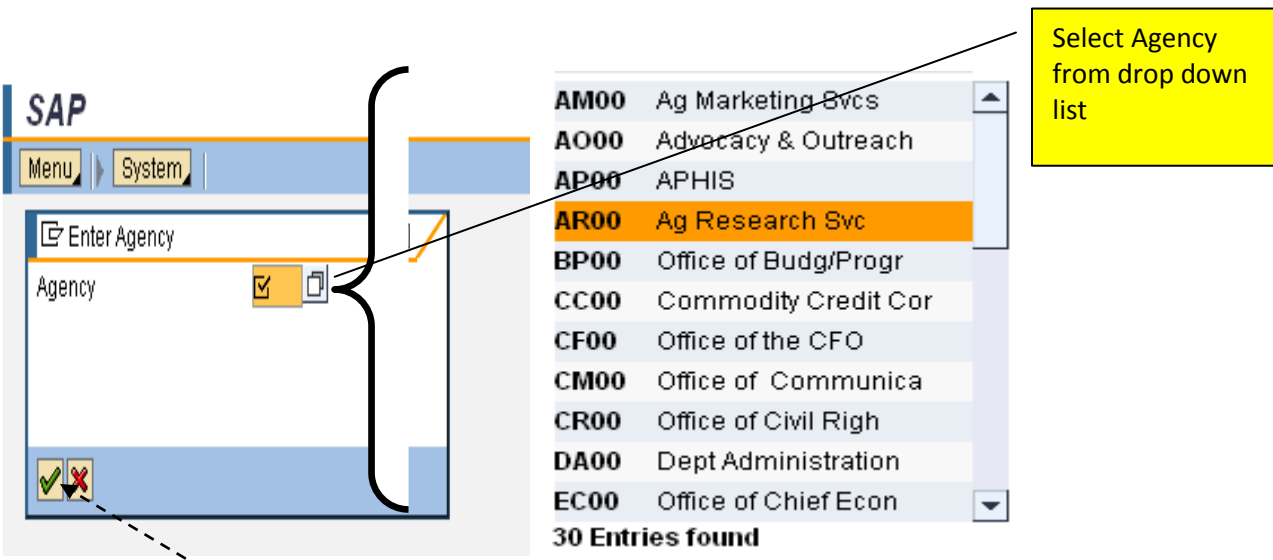 Select Agency
from drop down
list
SAP
Menu System
Enter Agency
Agency
AM00 Ag Marketing Svcs
AO00 Advocacy & Outreach
AP00 APHIS
AR00 Ag Research Svc
BP00 Office of Budg/Progr
CC00 Commodity Credit Cor
CF00 Office of the CFO
CM00 Office of Communica
CR00 Office of Civil Righ
DA00 Dept Administration
EC00 Office of Chief Econ
30 Entries found